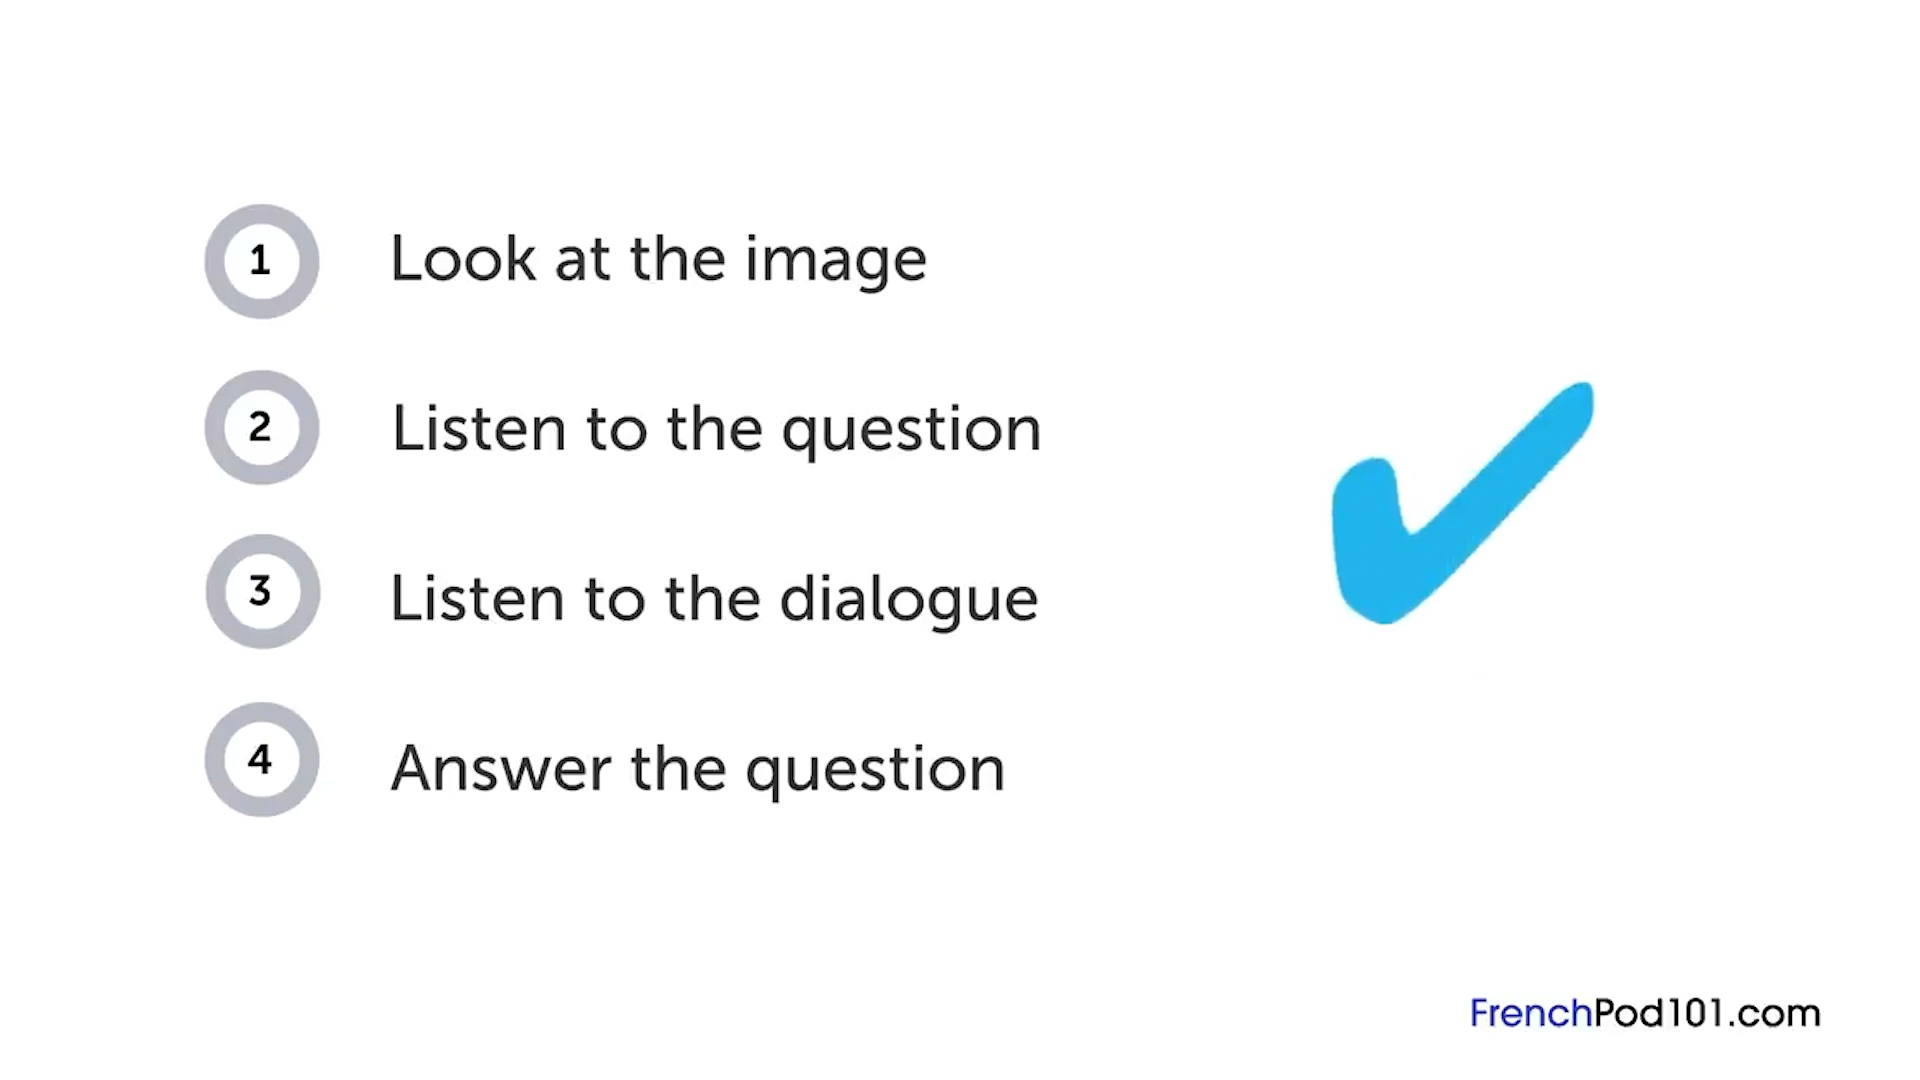 1 Look at the image
2 Listen to the question
3 Listen to the dialogue
4 Answer the question
FrenchPod101.com